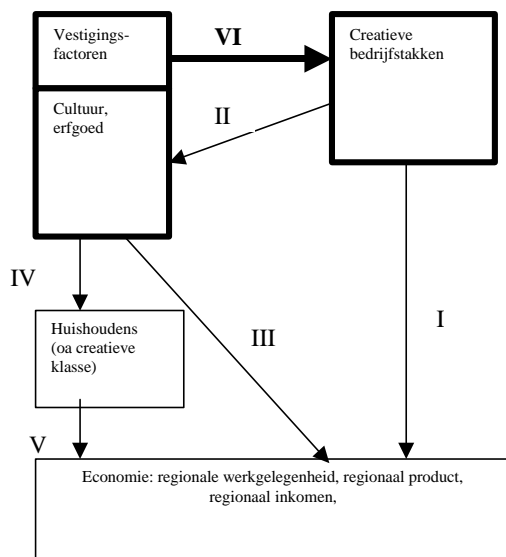 Vestigings-
factoren
VI
Creatieve
bedrijfstakken
Cultuur,
erfgoed
II
IV
Huishoudens
(oa creatieve
klasse)
III
I
V
Economie: regionale werkgelegenheid, regionaal product,
regionaal inkomen,